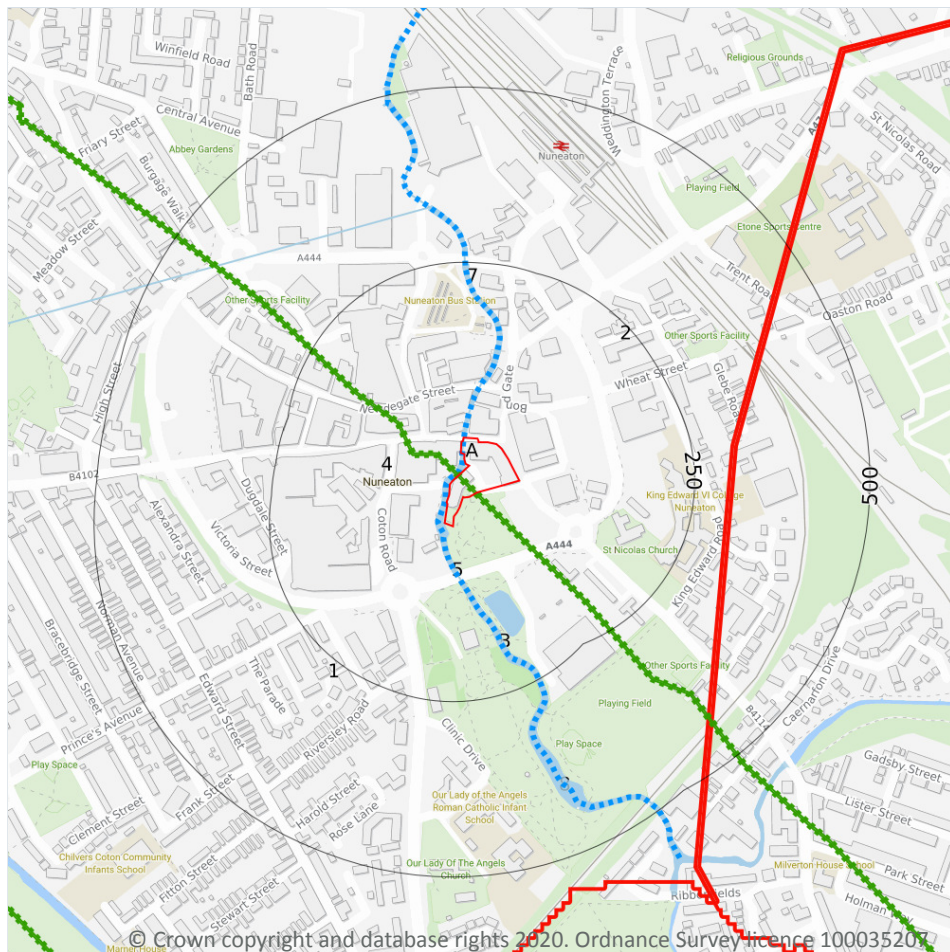 Winfield Road
Bath Road
Central Avenue
Friary Street
Abbey Gardens
Burgage Walk
Meadow Street
Weddington Terrace
Nuneaton
Religious Grounds
St Nicolas Road
Playing Field
Etone Sports Centre
Trent Road
Oaston Road
A444
7
Nuneaton Bus Station
Other Sports Facility
2
Other Sports Facility
Wheat Street
Glebe Road
High Street
B4102
A
4
Nuneaton
250
500
King Edward VI College
Nuneaton
Dugdale Street
Alexandra Street
Victoria Street
Coton Road
A444
St Nicolas Church
King Edward Road
5
3
1
Norman Avenue
Bracebridge Street
The Parade
Edward Street
Riversley Road
Prince's Avenue
Clinic Drive
Other Sports Facility
Playing Field
Play Space
B4114
Caernarfon Drive
Gadsby Street
Lister Street
Play Space
Clement Street
Frank Street
Harold Street
Rose Lane
Our Lady of the Angels
Roman Catholic Infant
School
Chilvers Coton Community
Infants School
Fitton Street
Stewart Street
Our Lady Of The Angels
Church
Milverton House School
Park Street
Holman Way
Manor House
© Crown copyright and database rights 2020. Ordnance Survey licence 100035207.